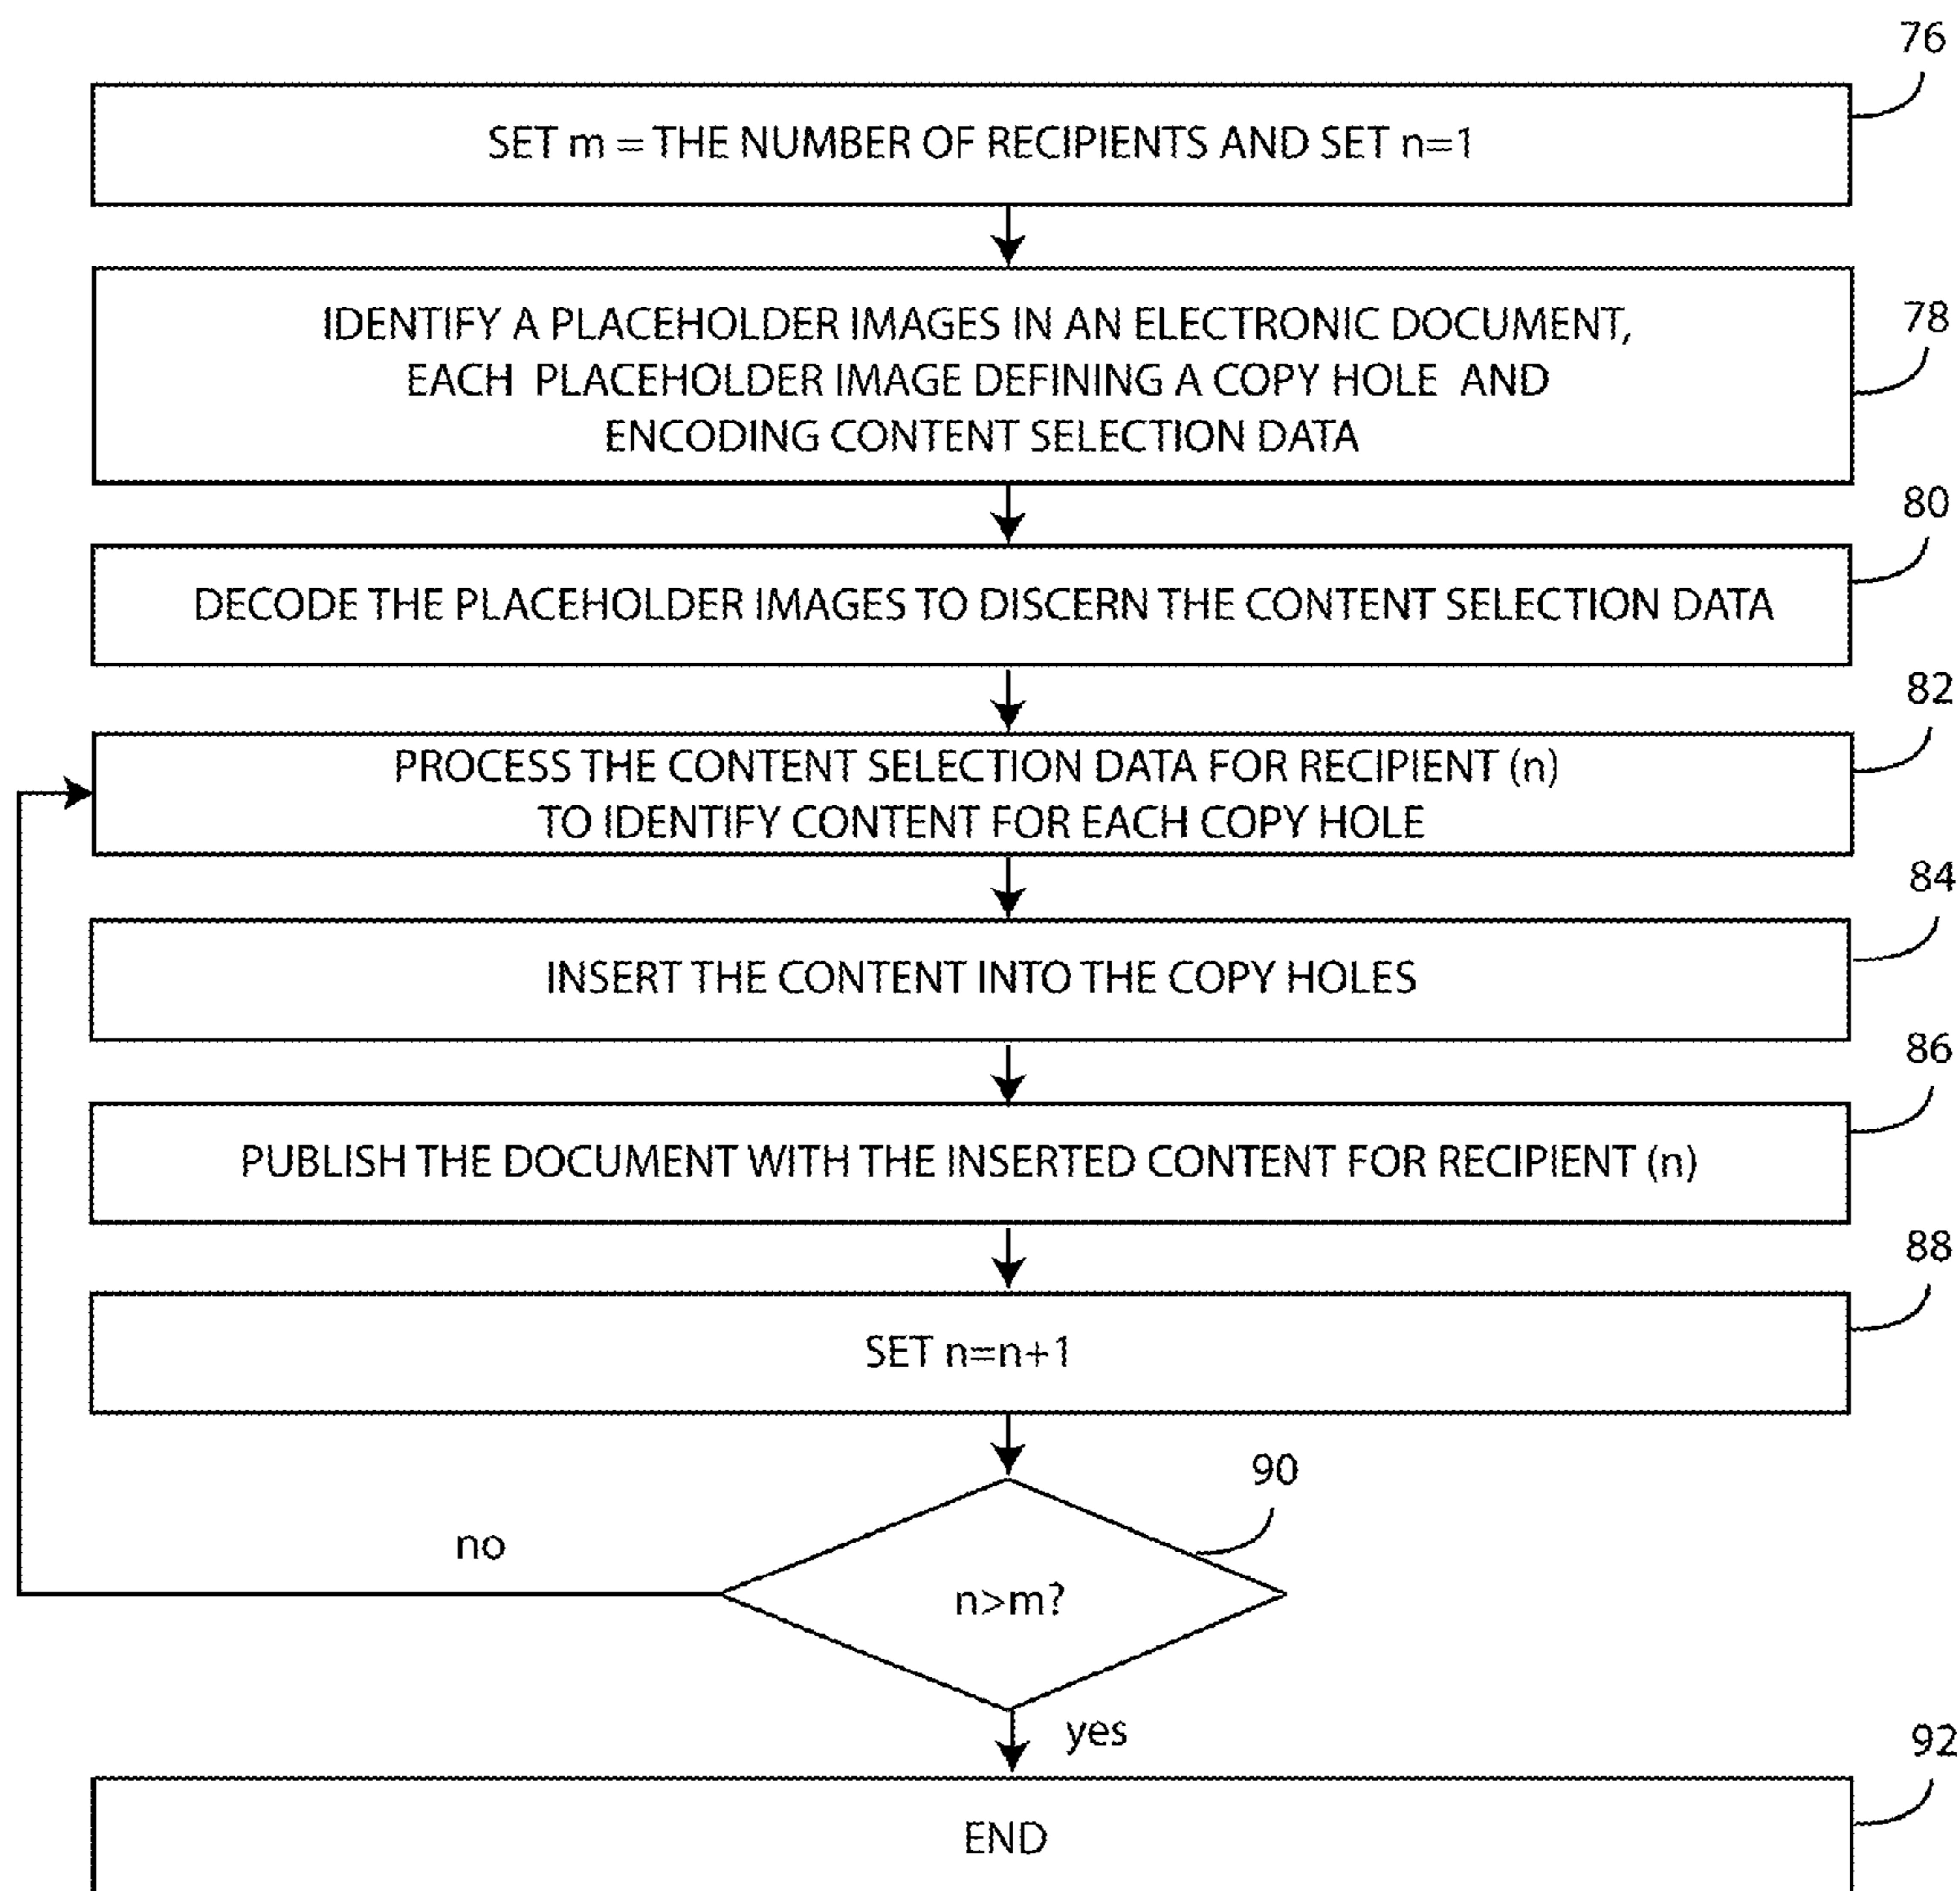 76
SET m = THE NUMBER OF RECIPIENTS AND SET n=1
IDENTIFY A PLACEHOLDER IMAGES IN AN ELECTRONIC DOCUMENT,
78
EACH PLACEHOLDER IMAGE DEFINING A COPY HOLE AND
ENCODING CONTENT SELECTION DATA
80
DECODE THE PLACEHOLDER IMAGES TO DISCERN THE CONTENT SELECTION DATA
82
PROCESS THE CONTENT SELECTION DATA FOR RECIPIENT (n)
TO IDENTIFY CONTENT FOR EACH COPY HOLE
84
INSERT THE CONTENT INTO THE COPY HOLES
86
PUBLISH THE DOCUMENT WITH THE INSERTED CONTENT FOR RECIPIENT (n)
88
SET n=n+1
90
no
n>m?
yes
92
END